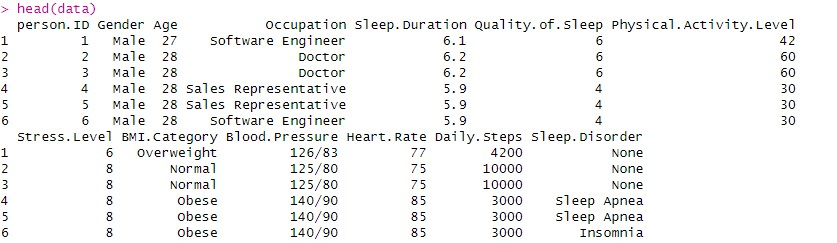 > head(data)
person.ID Gender Age Occupation Sleep.Duration Quality.of.Sleep Physical.Activity.Level
1 1 Male 27 Software Engineer 6.1 6 42
2 2 Male 28 Doctor 6.2 6 60
3 3 Male 28 Doctor 6.2 6 60
4 4 Male 28 Sales Representative 5.9 4 30
5 5 Male 28 Sales Representative 5.9 4 30
6 6 Male 28 Software Engineer 5.9 4 30
Stress.Level BMI.Category Blood.Pressure Heart.Rate Daily.Steps Sleep.Disorder
1 6 Overweight 126/83 77 4200 None
2 8 Normal 125/80 75 10000 None
3 8 Normal 125/80 75 10000 None
4 8 Obese 140/90 85 3000 Sleep Apnea
5 8 Obese 140/90 85 3000 Sleep Apnea
6 8 Obese 140/90 85 3000 Insomnia